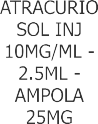 ATRACURIO
SOL INJ
10MG/ML -
2.5ML -
AMPOLA
25MG